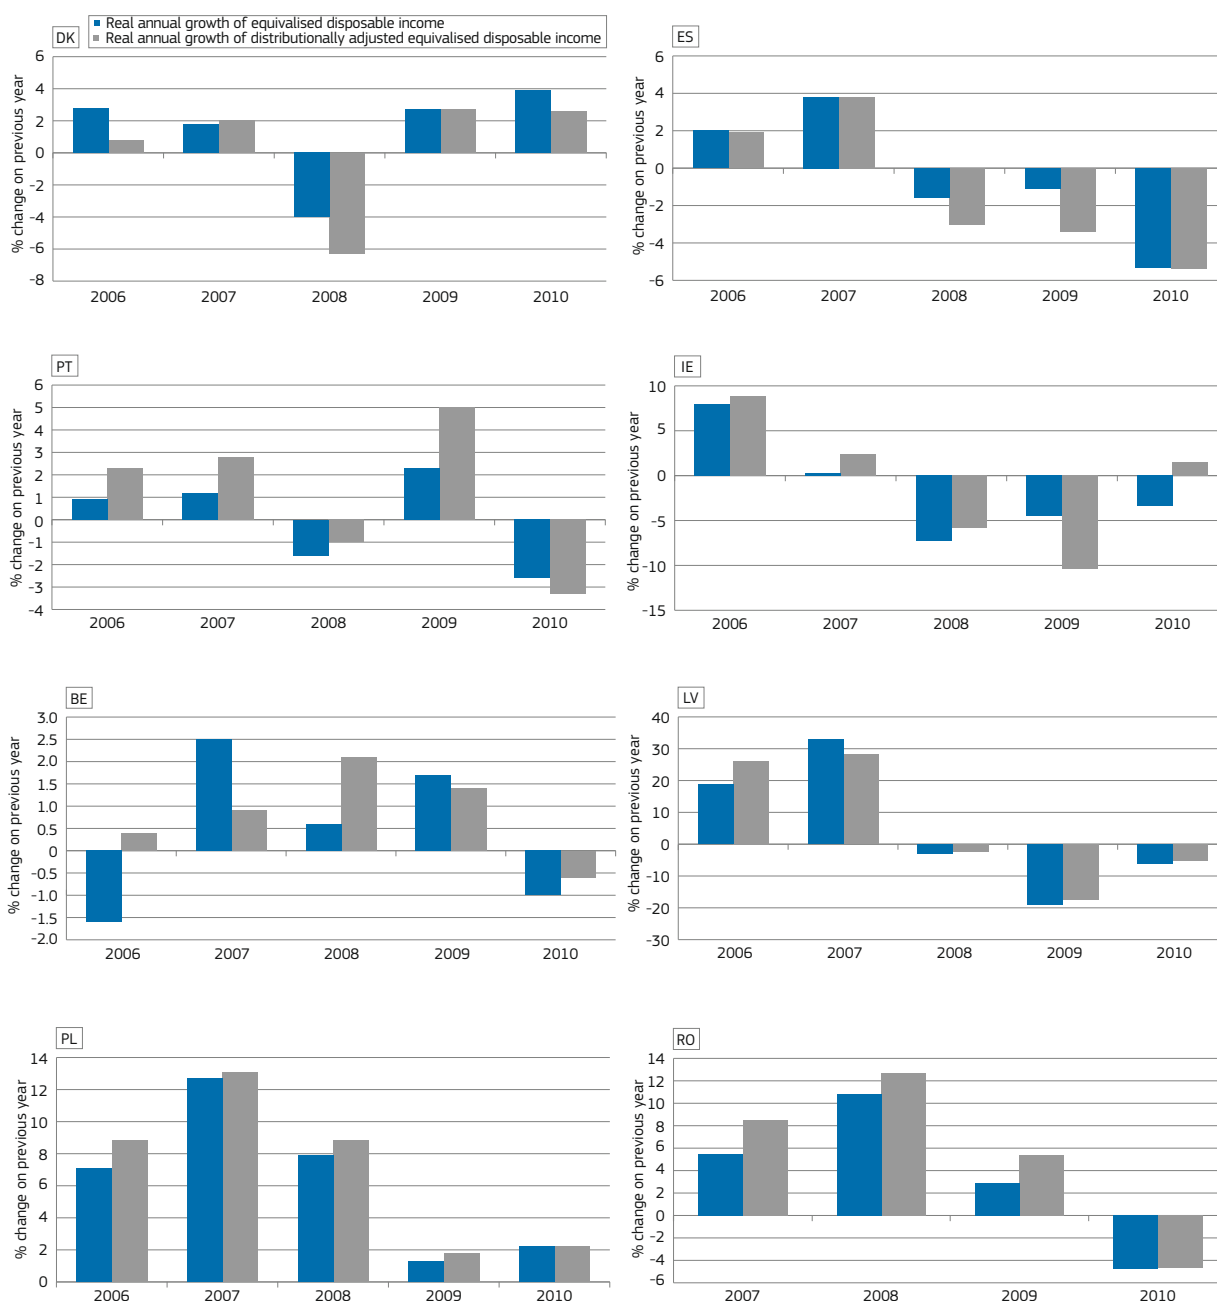 DK
Real annual growth of equivalised disposable income
Real annual growth of distributionally adjusted equivalised disposable income
% change on previous year
6
4
2
0
-2
-4
-6
-8
2006 2007 2008 2009 2010
ES
% change on previous year
6
4
2
0
-2
-4
-6
2006 2007 2008 2009 2010
PT
% change on previous year
6
5
4
3
2
1
0
-1
-2
-3
-4
2006 2007 2008 2009 2010
IE
% change on previous year
10
5
0
-5
-10
-15
2006 2007 2008 2009 2010
BE
% change on previous year
3.0
2.5
2.0
1.5
1.0
0.5
0
-0.5
-1.0
-1.5
-2.0
2006 2007 2008 2009 2010
LV
% change on previous year
40
30
20
10
0
-10
-20
-30
2006 2007 2008 2009 2010
PL
% change on previous year
14
12
10
8
6
4
2
0
2006 2007 2008 2009 2010
RO
% change on previous year
14
12
10
8
6
4
2
0
-2
-4
-6
2007 2008 2009 2010